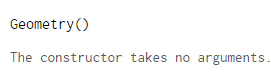 Geometry()
The constructor takes no arguments.